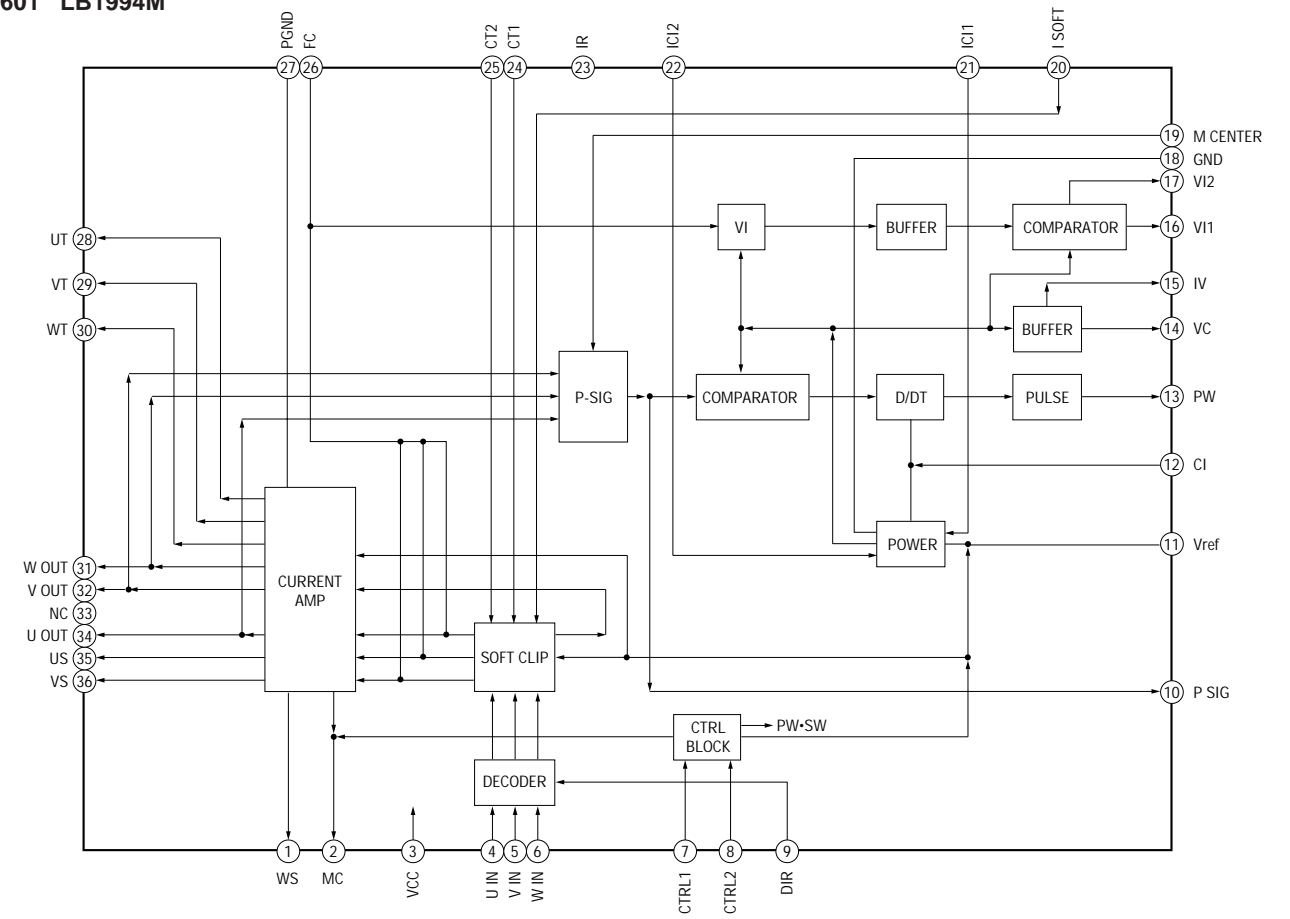 601 LB1994M
PGND
FC
CT2
CT1
IR
ICI2
ICI1
I SOFT
27
26
25
24
23
22
21
20
19 M CENTER
18 GND
17 VI2
16 VI1
15 IV
14 VC
13 PW
12 CI
11 Vref
10 P SIG
UT 28
VT 29
WT 30
W OUT 31
V OUT 32
NC 33
U OUT 34
US 35
VS 36
VI
BUFFER
COMPARATOR
BUFFER
P-SIG
COMPARATOR
D/DT
PULSE
POWER
CURRENT
AMP
SOFT CLIP
CTRL
BLOCK
PW•SW
DECODER
1
2
3
4
5
6
7
8
9
WS
MC
VCC
U IN
V IN
W IN
CTRL1
CTRL2
DIR